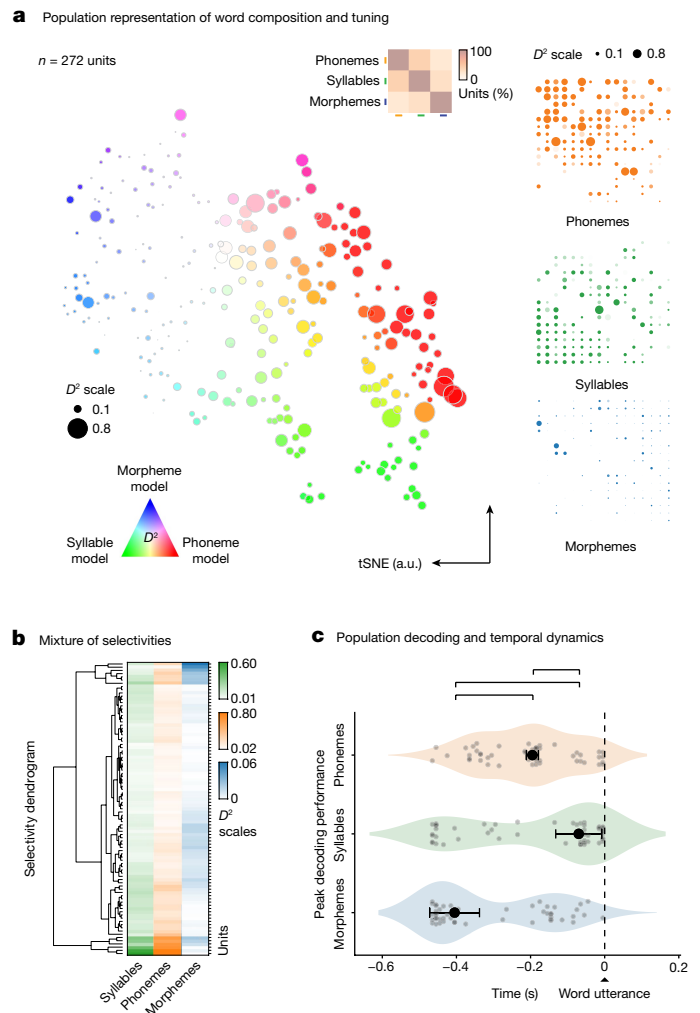 a Population representation of word composition and tuning
n = 272 units
Phonemes
Syllables
Morphemes
100
0
Units (%)
D² scale 0.1 0.8
Phonemes
Syllables
Morphemes
D² scale
0.1
0.8
Morpheme
model
D²
Syllable
model
Phoneme
model
tSNE (a.u.)
b Mixture of selectivities
Selectivity dendrogram
0.60
0.01
0.80
0.02
0.06
0
D²
scales
Units
Syllables
Phonemes
Morphemes
c Population decoding and temporal dynamics
Peak decoding performance
Phonemes
Syllables
Morphemes
−0.6 −0.4 −0.2 0 0.2
Time (s) Word utterance